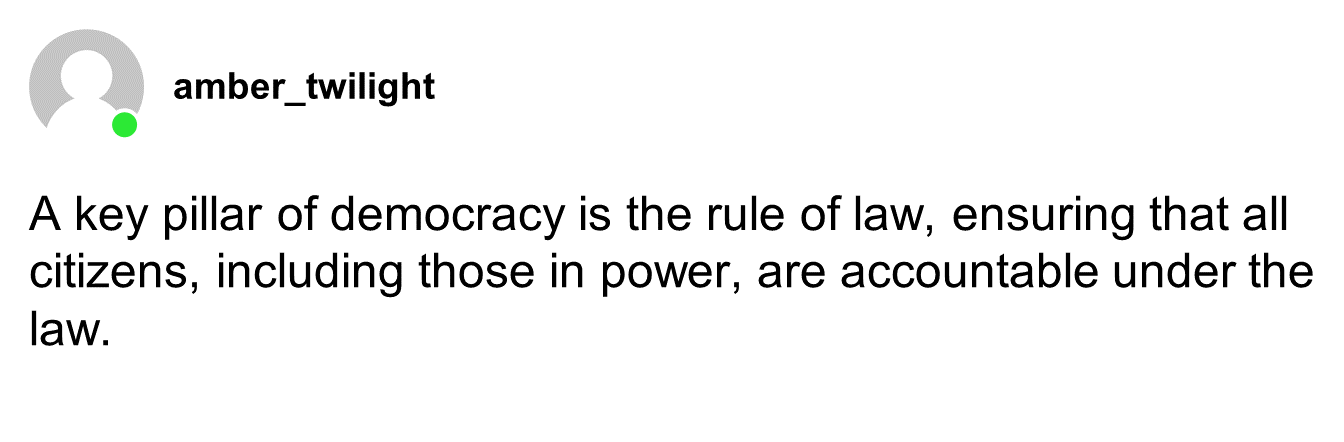 amber_twilight
A key pillar of democracy is the rule of law, ensuring that all
citizens, including those in power, are accountable under the
law.